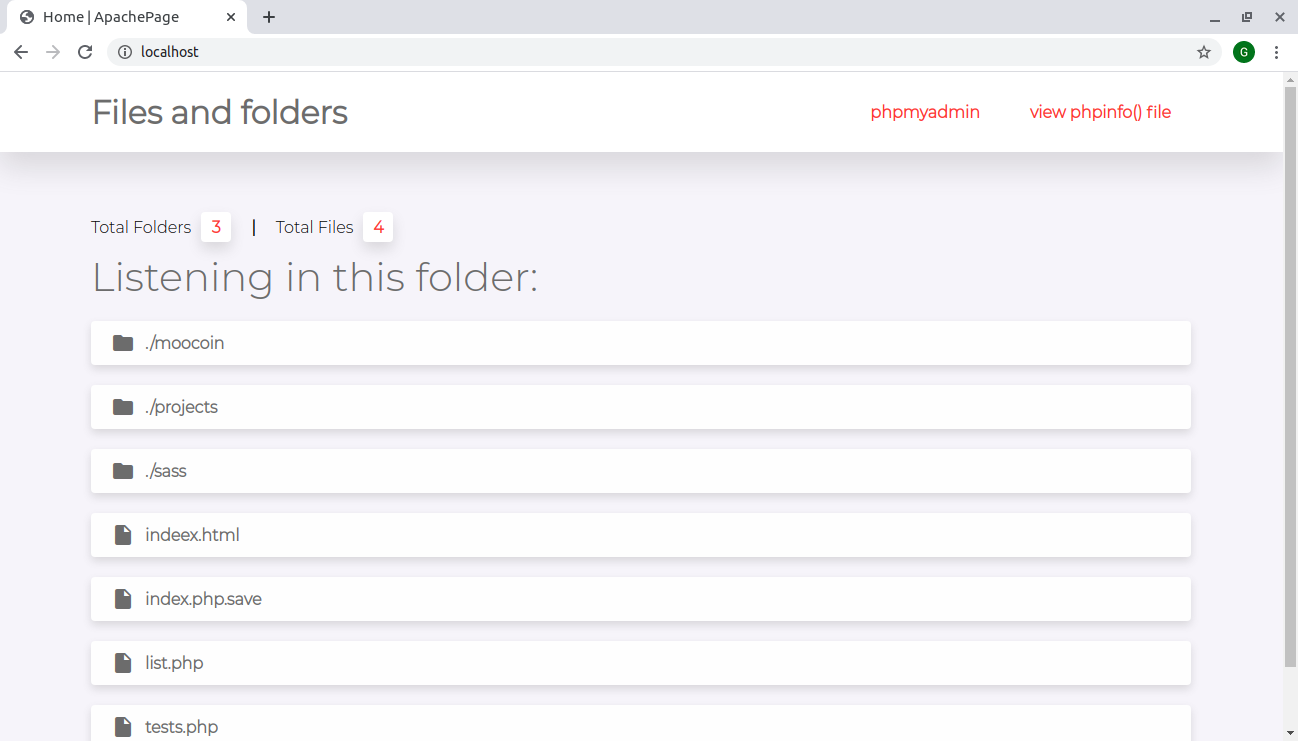 Home | ApachePage
localhost
G
Files and folders
phpmyadmin
view phpinfo() file
Total Folders 3 | Total Files 4
Listening in this folder:
./moocoin
./projects
./sass
indeex.html
index.php.save
list.php
tests.php